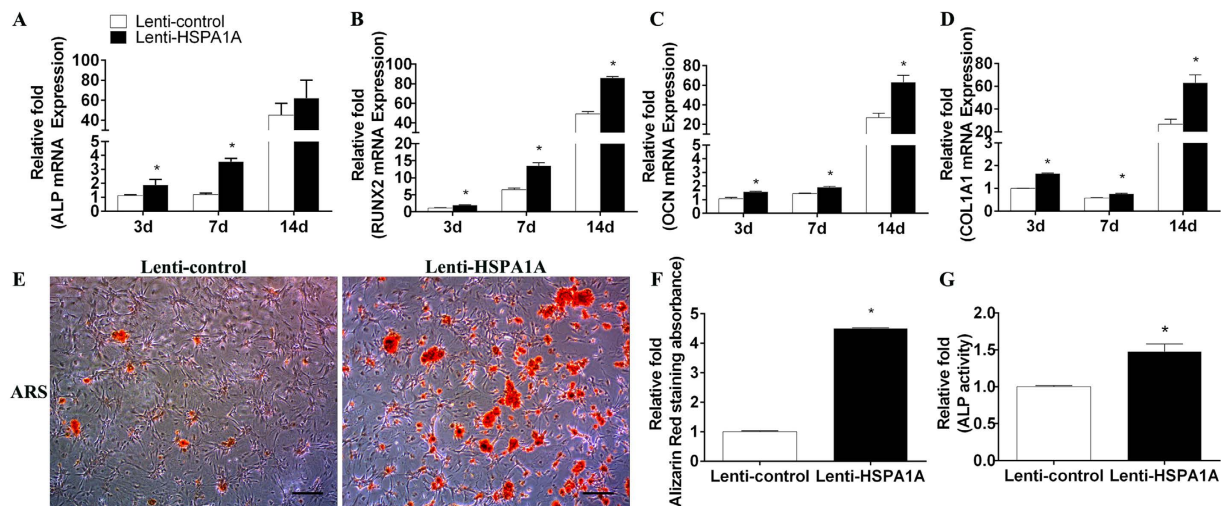 A
Lenti-control
Lenti-HSPA1A
Relative fold
(ALP mRNA Expression)
100
80
60
40
5
4
3
2
1
0
*
*
3d
7d
14d
B
Relative fold
(RUNX2 mRNA Expression)
100
80
60
40
20
15
10
5
0
*
*
*
3d
7d
14d
C
Relative fold
(OCN mRNA Expression)
80
60
40
20
5
4
3
2
1
0
*
*
*
3d
7d
14d
D
Relative fold
(COL1A1 mRNA Expression)
80
60
40
20
3
2
1
0
*
*
*
3d
7d
14d
E
Lenti-control
Lenti-HSPA1A
ARS
F
Relative fold
Alizarin Red staining absorbance)
5
4
3
2
1
0
*
Lenti-control
Lenti-HSPA1A
G
Relative fold
(ALP activity)
2.0
1.5
1.0
0.5
0.0
*
Lenti-control
Lenti-HSPA1A